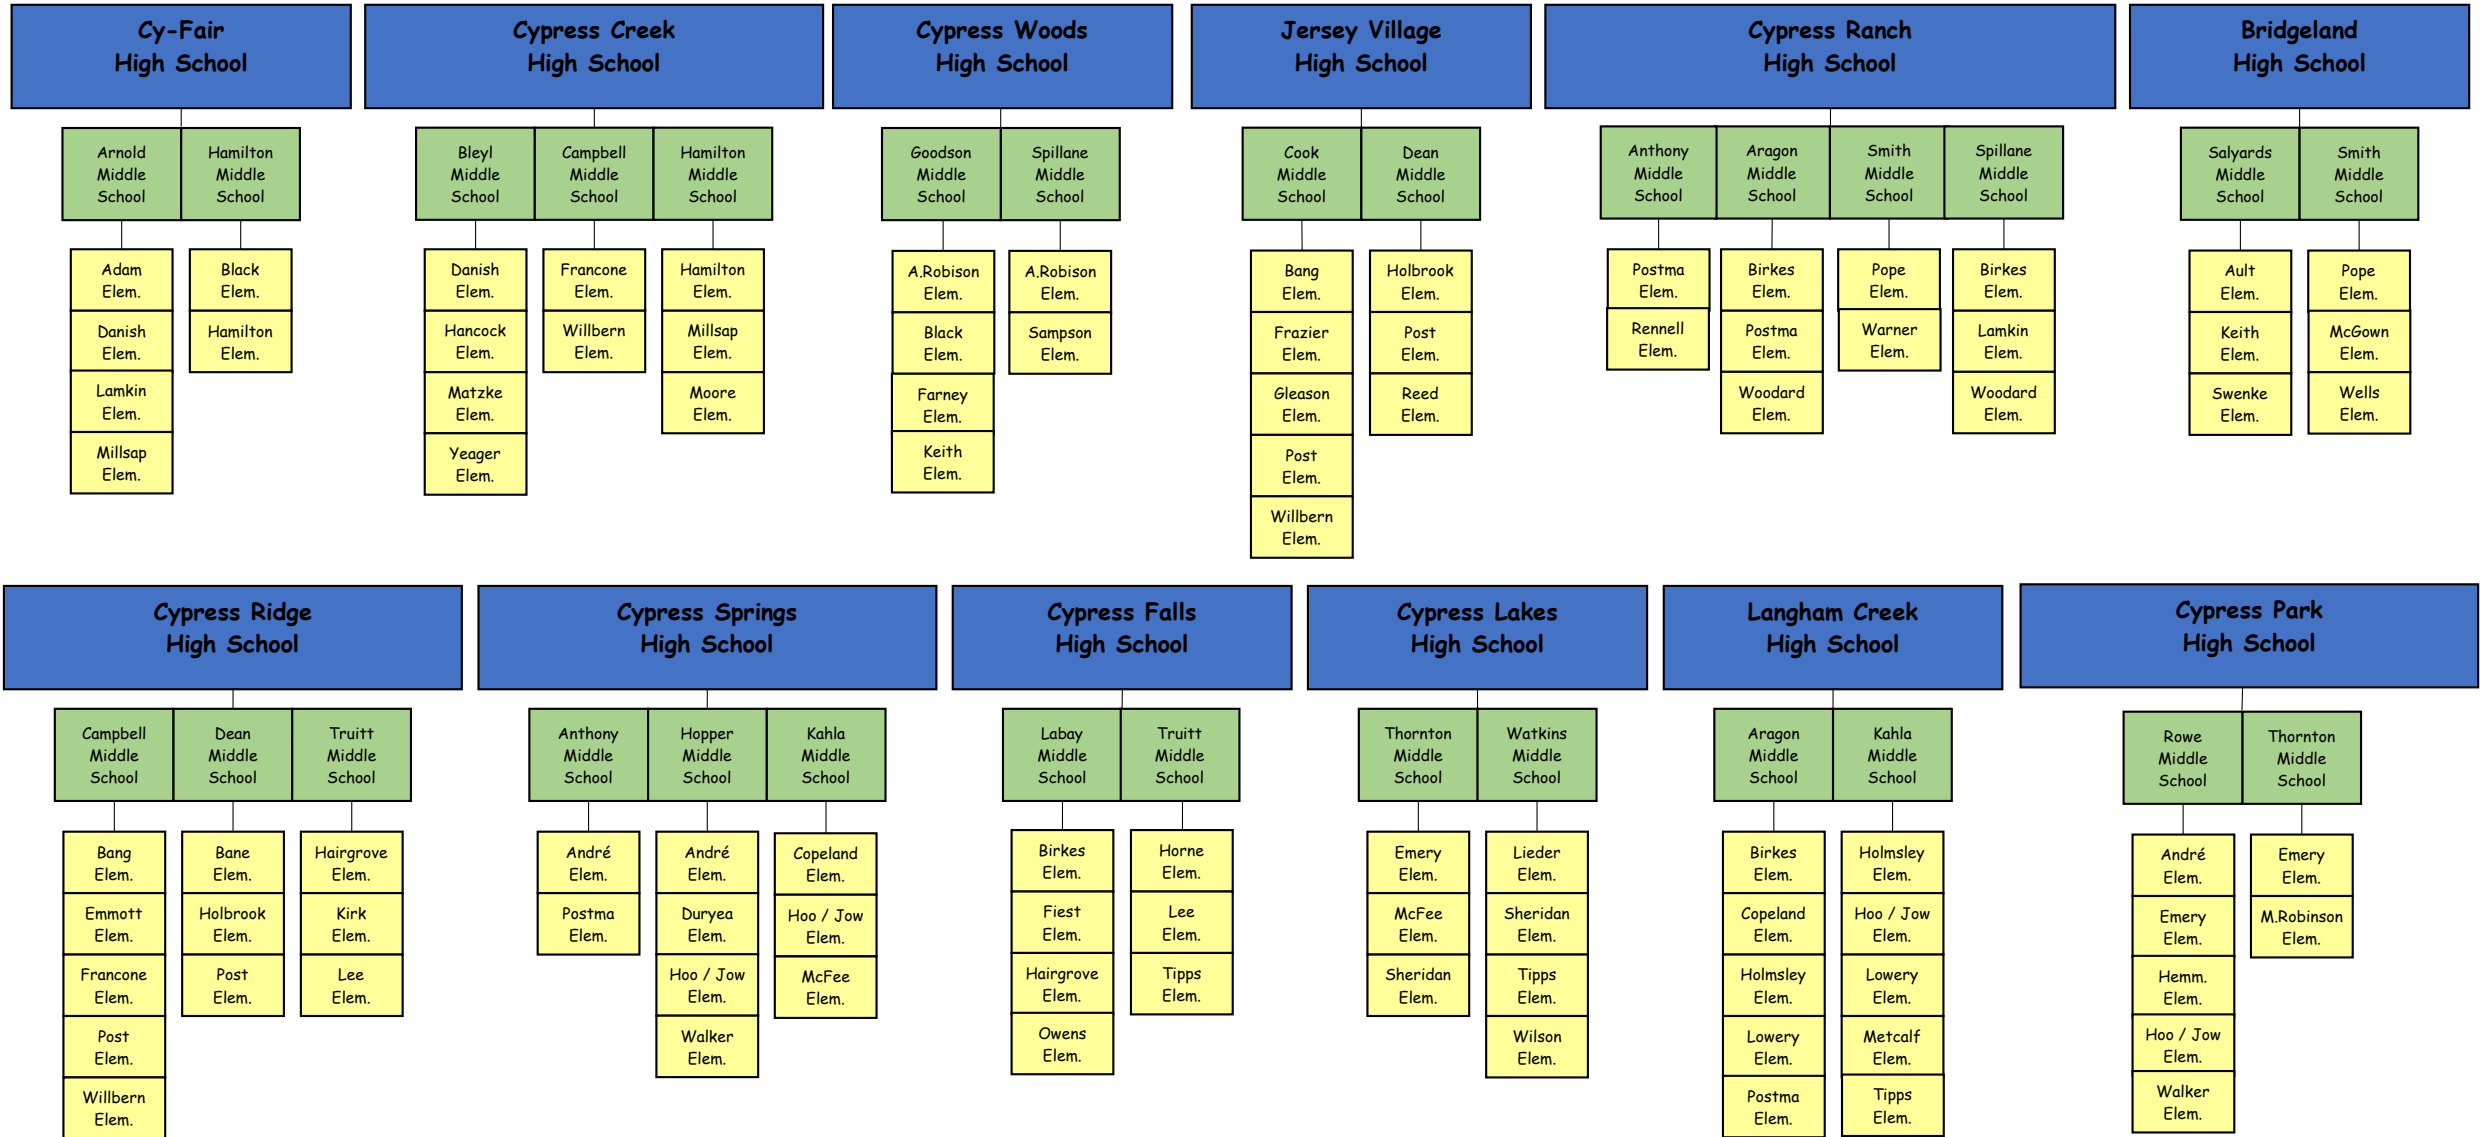 Cy-Fair
High School
Arnold
Middle
School
Hamilton
Middle
School
Adam
Elem.
Danish
Elem.
Lamkin
Elem.
Millsap
Elem.
Black
Elem.
Hamilton
Elem.
Cypress Creek
High School
Bleyl
Middle
School
Campbell
Middle
School
Hamilton
Middle
School
Danish
Elem.
Hancock
Elem.
Matzke
Elem.
Yeager
Elem.
Francone
Elem.
Willbern
Elem.
Hamilton
Elem.
Millsap
Elem.
Moore
Elem.
Cypress Woods
High School
Goodson
Middle
School
Spillane
Middle
School
A.Robison
Elem.
Black
Elem.
Farney
Elem.
Keith
Elem.
A.Robison
Elem.
Sampson
Elem.
Jersey Village
High School
Cook
Middle
School
Dean
Middle
School
Bang
Elem.
Frazier
Elem.
Gleason
Elem.
Post
Elem.
Willbern
Elem.
Holbrook
Elem.
Post
Elem.
Reed
Elem.
Cypress Ranch
High School
Anthony
Middle
School
Aragon
Middle
School
Smith
Middle
School
Spillane
Middle
School
Postma
Elem.
Rennell
Elem.
Birkes
Elem.
Postma
Elem.
Woodard
Elem.
Pope
Elem.
Warner
Elem.
Birkes
Elem.
Lamkin
Elem.
Woodard
Elem.
Bridgeland
High School
Salyards
Middle
School
Smith
Middle
School
Ault
Elem.
Keith
Elem.
Swenke
Elem.
Pope
Elem.
McGown
Elem.
Wells
Elem.
Cypress Ridge
High School
Campbell
Middle
School
Dean
Middle
School
Truitt
Middle
School
Bang
Elem.
Emmott
Elem.
Francone
Elem.
Post
Elem.
Willbern
Elem.
Bane
Elem.
Holbrook
Elem.
Post
Elem.
Hairgrove
Elem.
Kirk
Elem.
Lee
Elem.
Cypress Springs
High School
Anthony
Middle
School
Hopper
Middle
School
Kahla
Middle
School
André
Elem.
Postma
Elem.
André
Elem.
Duryea
Elem.
Hoo / Jow
Elem.
Walker
Elem.
Copeland
Elem.
Hoo / Jow
Elem.
McFee
Elem.
Cypress Falls
High School
Labay
Middle
School
Truitt
Middle
School
Birkes
Elem.
Fiest
Elem.
Hairgrove
Elem.
Owens
Elem.
Horne
Elem.
Lee
Elem.
Tipps
Elem.
Cypress Lakes
High School
Thornton
Middle
School
Watkins
Middle
School
Emery
Elem.
McFee
Elem.
Sheridan
Elem.
Lieder
Elem.
Sheridan
Elem.
Tipps
Elem.
Wilson
Elem.
Langham Creek
High School
Aragon
Middle
School
Kahla
Middle
School
Birkes
Elem.
Copeland
Elem.
Holmsley
Elem.
Lowery
Elem.
Postma
Elem.
Holmsley
Elem.
Hoo / Jow
Elem.
Lowery
Elem.
Metcalf
Elem.
Tipps
Elem.
Cypress Park
High School
Rowe
Middle
School
Thornton
Middle
School
André
Elem.
Emery
Elem.
Hemm.
Elem.
Hoo / Jow
Elem.
Walker
Elem.
Emery
Elem.
M.Robinson
Elem.